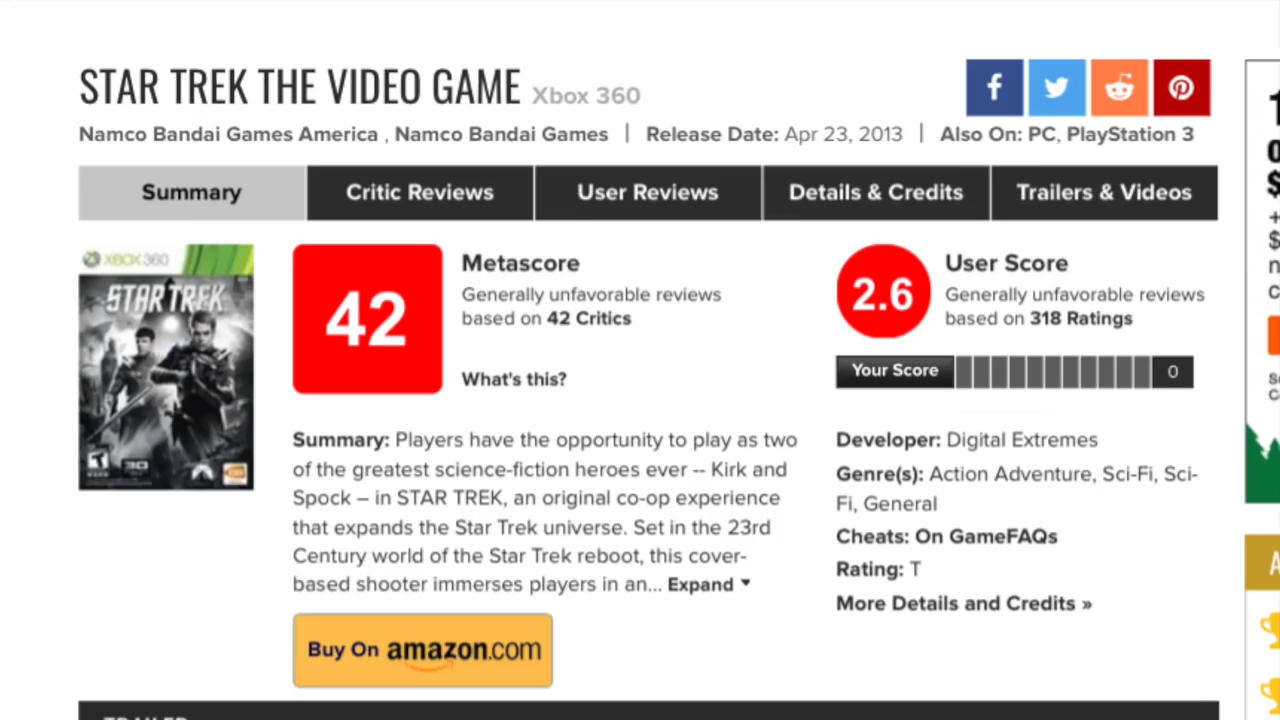 STAR TREK THE VIDEO GAME Xbox 360
Namco Bandai Games America , Namco Bandai Games | Release Date: Apr 23, 2013 | Also On: PC, PlayStation 3
Summary Critic Reviews User Reviews Details & Credits Trailers & Videos
XBOX 360
STAR TREK
42
Metascore
Generally unfavorable reviews
based on 42 Critics
What's this?
2.6
User Score
Generally unfavorable reviews
based on 318 Ratings
Your Score 0
Summary: Players have the opportunity to play as two
of the greatest science-fiction heroes ever -- Kirk and
Spock – in STAR TREK, an original co-op experience
that expands the Star Trek universe. Set in the 23rd
Century world of the Star Trek reboot, this cover-
based shooter immerses players in an... Expand
Buy On amazon.com
Developer: Digital Extremes
Genre(s): Action Adventure, Sci-Fi, Sci-
Fi, General
Cheats: On GameFAQs
Rating: T
More Details and Credits »
TRAILER